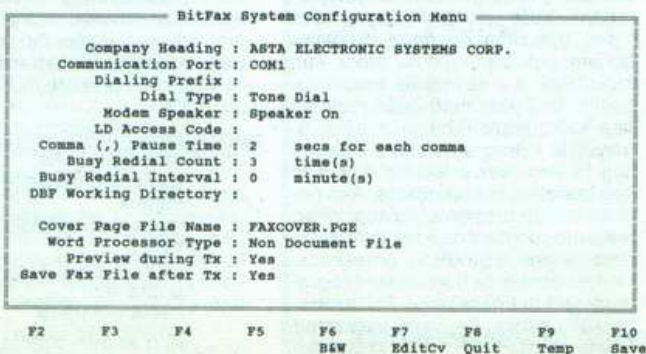 BitFax System Configuration Menu
Company Heading : ASTA ELECTRONIC SYSTEMS CORP.
Communication Port : COM1
Dialing Prefix :
Dial Type : Tone Dial
Modem Speaker : Speaker On
LD Access Code :
Comma (,) Pause Time : 2 secs for each comma
Busy Redial Count : 3 time(s)
Busy Redial Interval : 0 minute(s)
DBF Working Directory :
Cover Page File Name : FAXCOVER.PGE
Word Processor Type : Non Document File
Preview during Tx : Yes
Save Fax File after Tx : Yes
F2 F3 F4 F5 F6 F7 F8 F9 F10
B&W EditCv Quit Temp Save